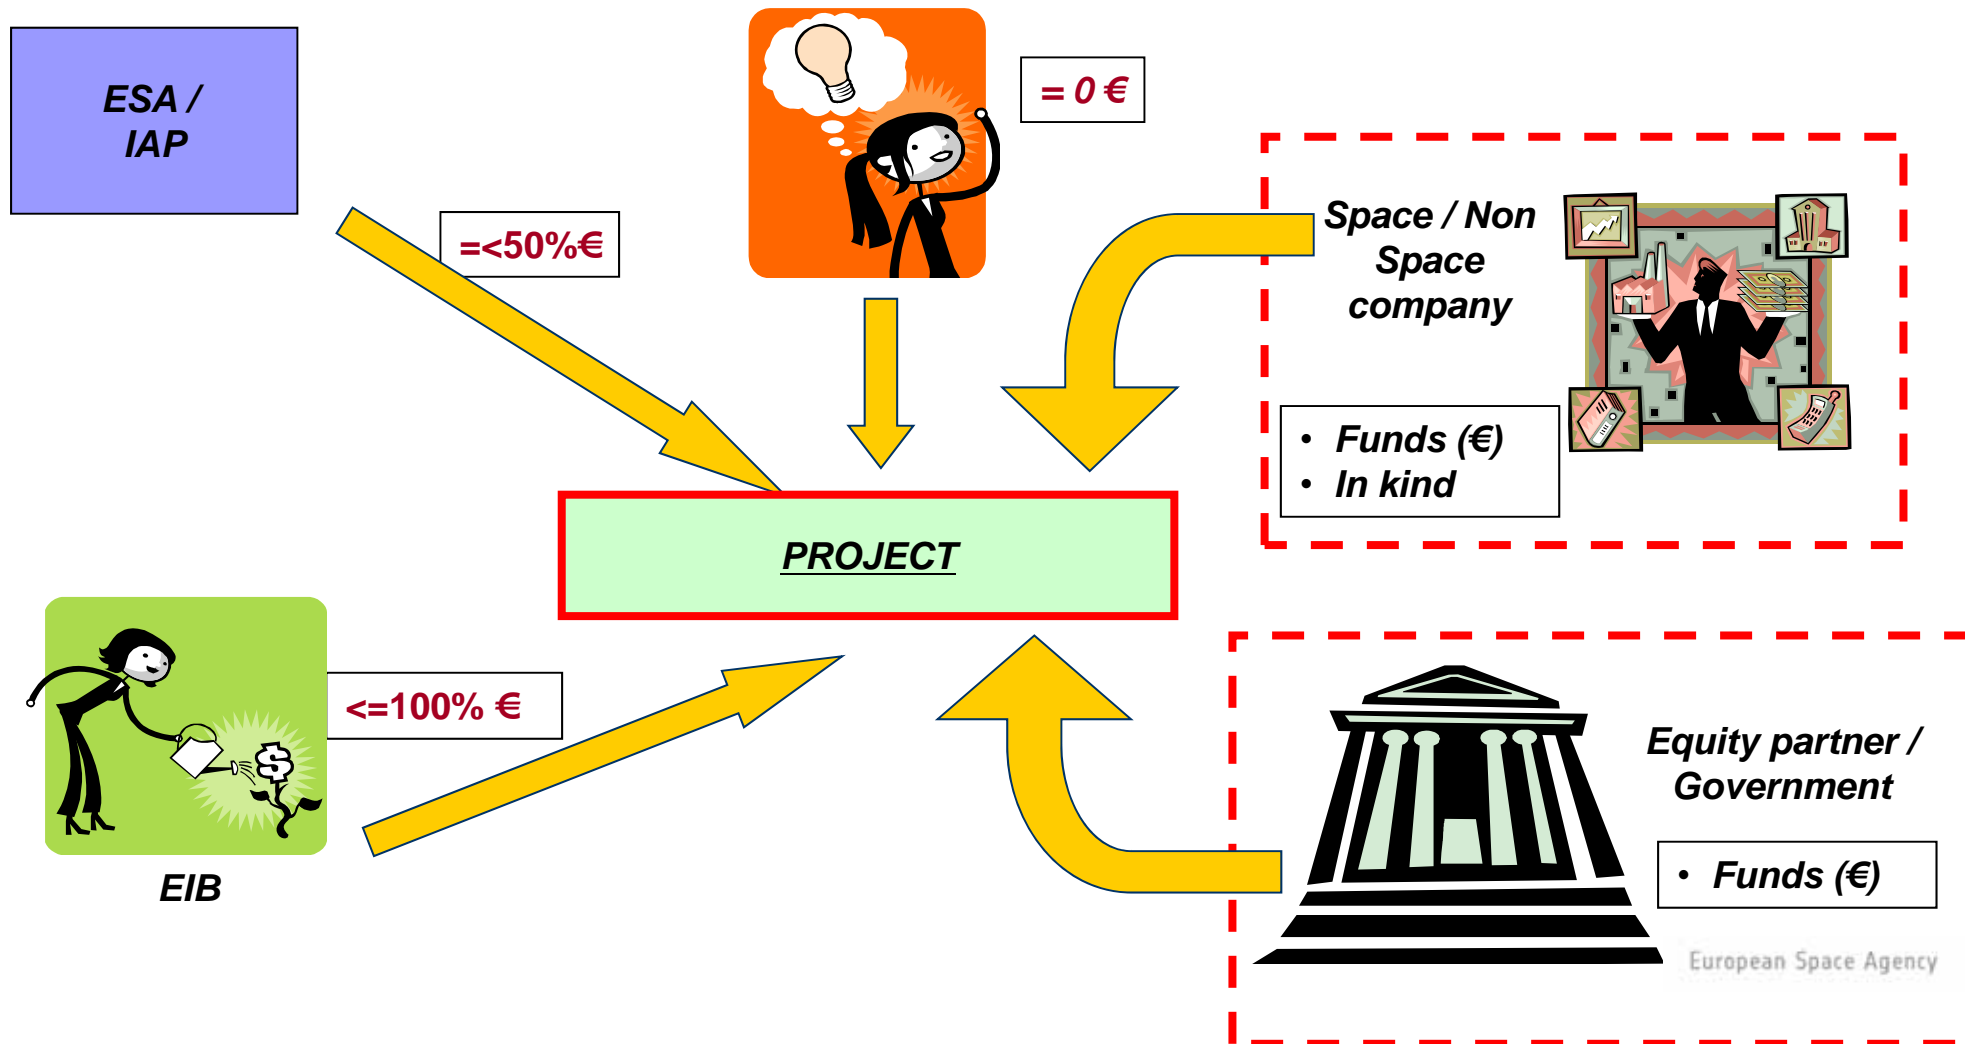 ESA /
IAP
= 0 €
=<50%€
Space / Non
Space
company
• Funds (€)
• In kind
PROJECT
<=100% €
$
EIB
Equity partner /
Government
• Funds (€)
European Space Agency